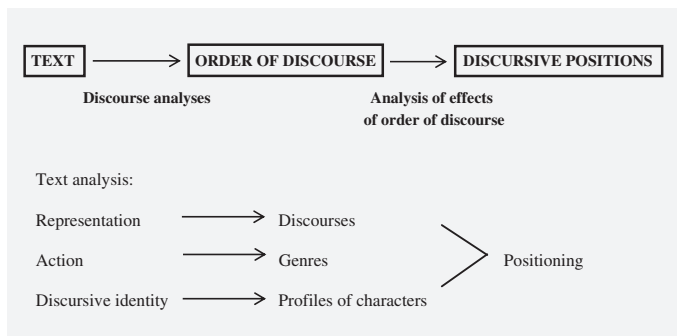 TEXT ORDER OF DISCOURSE DISCURSIVE POSITIONS
Discourse analyses Analysis of effects
of order of discourse
Text analysis:
Representation Discourses
Action Genres Positioning
Discursive identity Profiles of characters